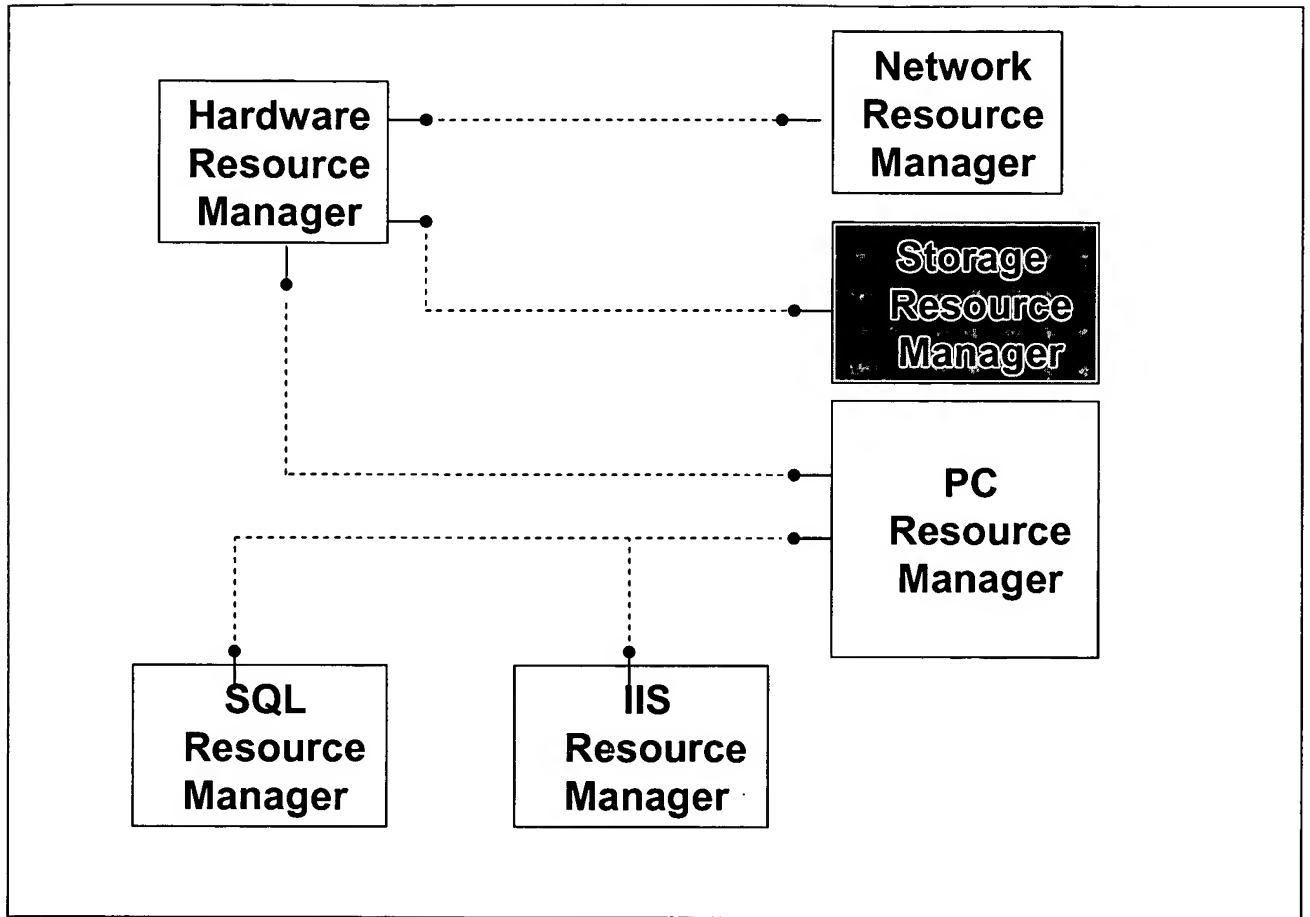 Hardware
Resource
Manager
Network
Resource
Manager
Storage
Resource
Manager
PC
Resource
Manager
SQL
Resource
Manager
IIS
Resource
Manager